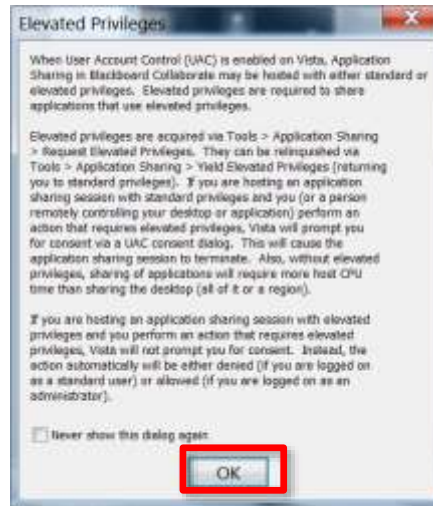 Elevated Privileges
When User Account Control (UAC) is enabled on Vista, Application
Sharing in Blackboard Collaborate may be hosted with either standard or
elevated privileges. Elevated privileges are required to share
applications that use elevated privileges.
Elevated privileges are acquired via Tools > Application Sharing
> Request Elevated Privileges. They can be relinquished via
Tools > Application Sharing > Yield Elevated Privileges (returning
you to standard privileges). If you are hosting an application
sharing session with standard privileges and you (or a person
remotely controlling your desktop or application) perform an
action that requires elevated privileges, Vista will prompt you
for consent via a UAC consent dialog. This will cause the
application sharing session to terminate. Also, without elevated
privileges, sharing of applications will require more host CPU
time than sharing the desktop (all of it or a region).
If you are hosting an application sharing session with elevated
privileges and you perform an action that requires elevated
privileges, Vista will not prompt you for consent. Instead, the
action automatically will be either denied (if you are logged on
as a standard user) or allowed (if you are logged on as an
administrator).
Never show this dialog again
OK